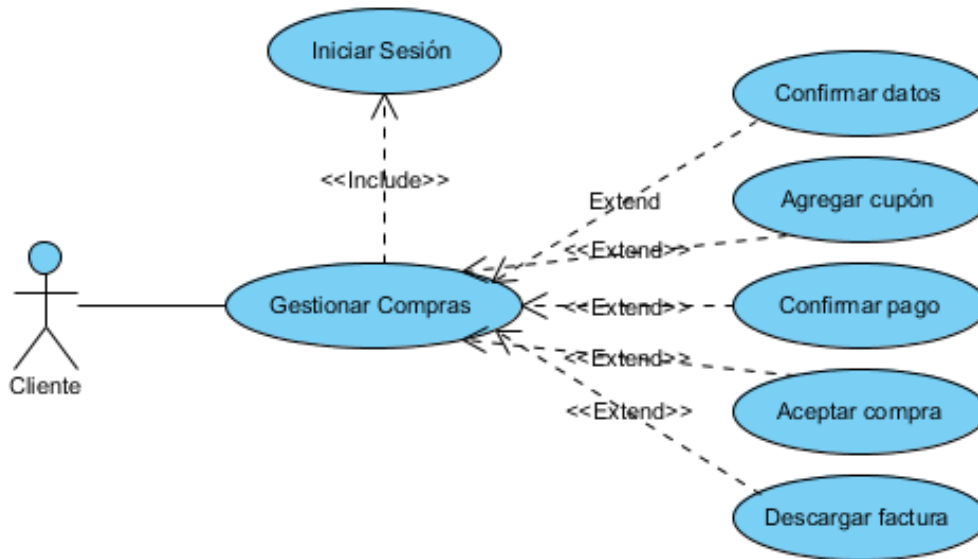 Iniciar Sesión
Confirmar datos
<<Include>>
Extend
Agregar cupón
<<Extend>>
Gestionar Compras
<<Extend>>
Confirmar pago
<<Extend>>
Cliente
<<Extend>>
Aceptar compra
Descargar factura